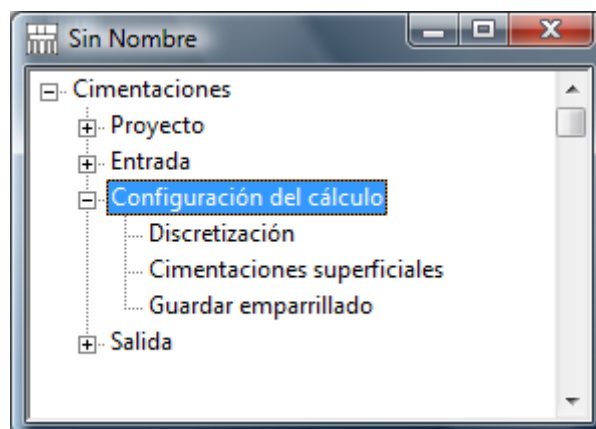 Sin Nombre
Cimentaciones
Proyecto
Entrada
Configuración del cálculo
Discretización
Cimentaciones superficiales
Guardar emparrillado
Salida